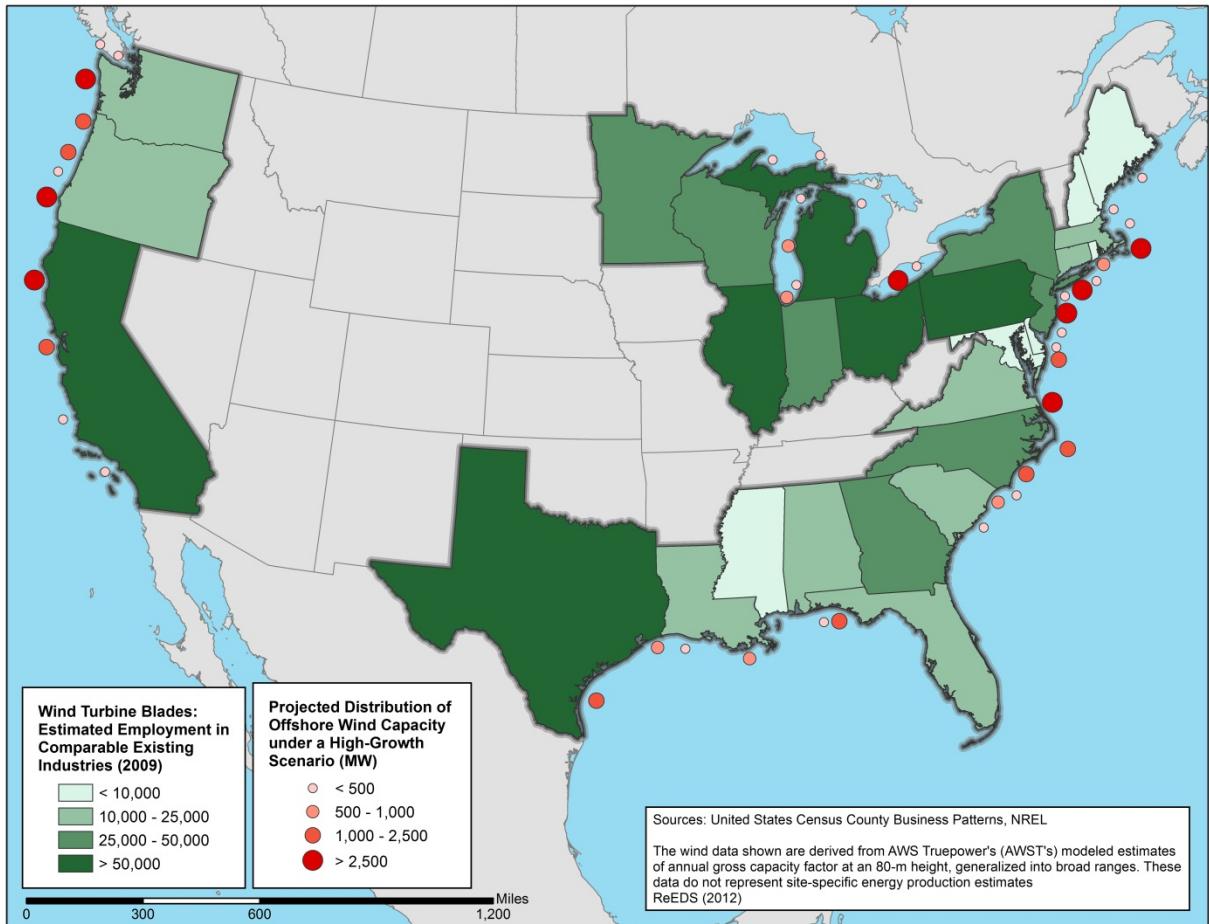 Wind Turbine Blades:
Estimated Employment in
Comparable Existing
Industries (2009)
< 10,000
10,000 - 25,000
25,000 - 50,000
> 50,000
Projected Distribution of
Offshore Wind Capacity
under a High-Growth
Scenario (MW)
< 500
500 - 1,000
1,000 - 2,500
> 2,500
Sources: United States Census County Business Patterns, NREL
The wind data shown are derived from AWS Truepower's (AWST's) modeled estimates
of annual gross capacity factor at an 80-m height, generalized into broad ranges. These
data do not represent site-specific energy production estimates
ReEDS (2012)
Miles
0 300 600 1,200